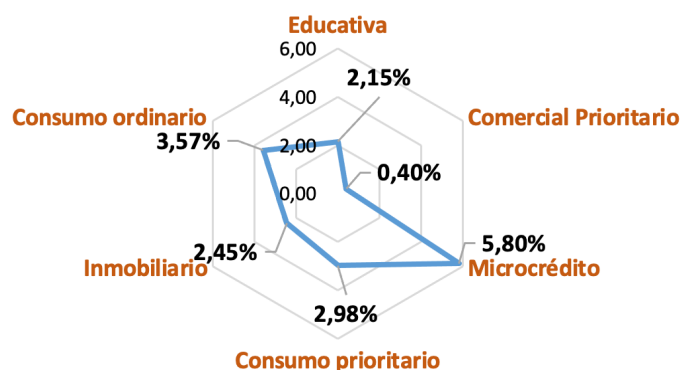 Educativa
6,00
2,15%
4,00
Consumo ordinario
Comercial Prioritario
3,57%
2,00
0,40%
0,00
2,45%
5,80%
Inmobiliario
Microcrédito
2,98%
Consumo prioritario